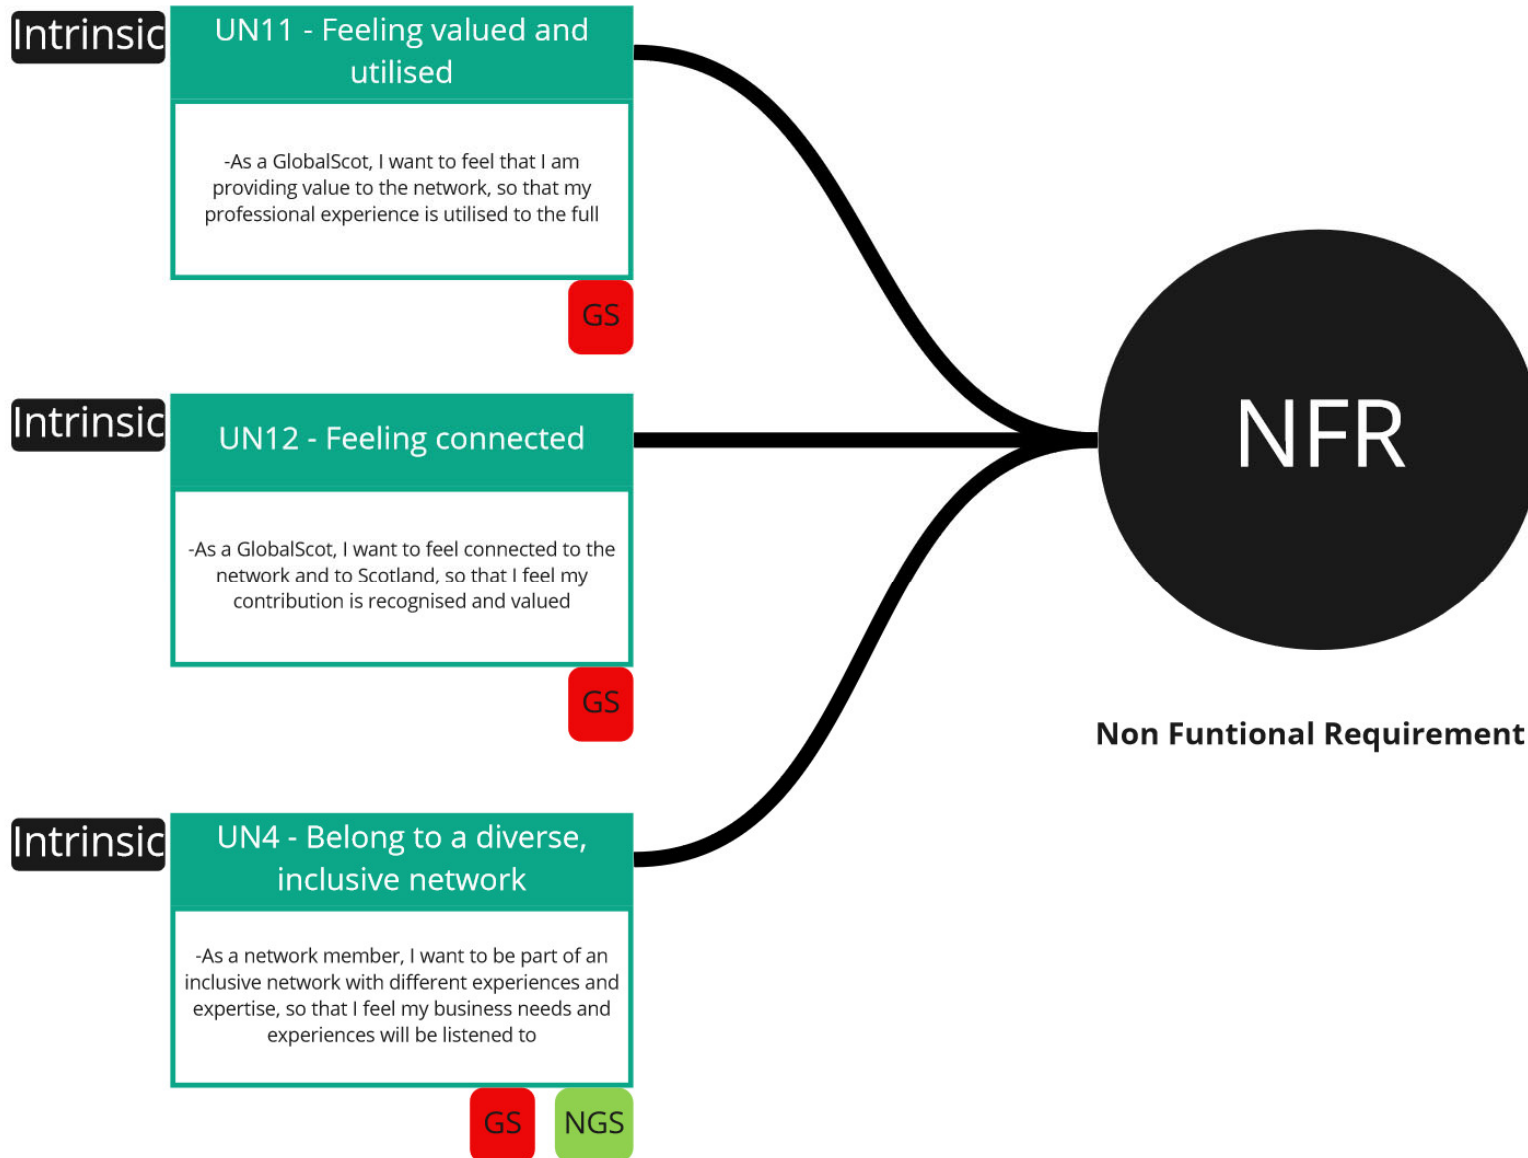 Intrinsic
UN11 - Feeling valued and
utilised
-As a GlobalScot, I want to feel that I am
providing value to the network, so that my
professional experience is utilised to the full
GS
Intrinsic
UN12 - Feeling connected
-As a GlobalScot, I want to feel connected to the
network and to Scotland, so that I feel my
contribution is recognised and valued
GS
Intrinsic
UN4 - Belong to a diverse,
inclusive network
-As a network member, I want to be part of an
inclusive network with different experiences and
expertise, so that I feel my business needs and
experiences will be listened to
GS
NGS
NFR
Non Funtional Requirement